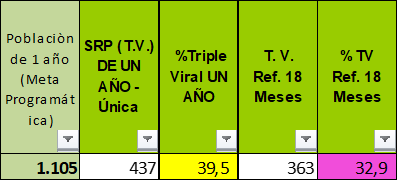 Poblaciòn
de 1 año
(Meta
Programát
ica)
SRP (T.V.)
DE UN
AÑO -
Única
%Triple
Viral UN
AÑO
T. V.
Ref. 18
Meses
% TV
Ref. 18
Meses
1.105 437 39,5 363 32,9